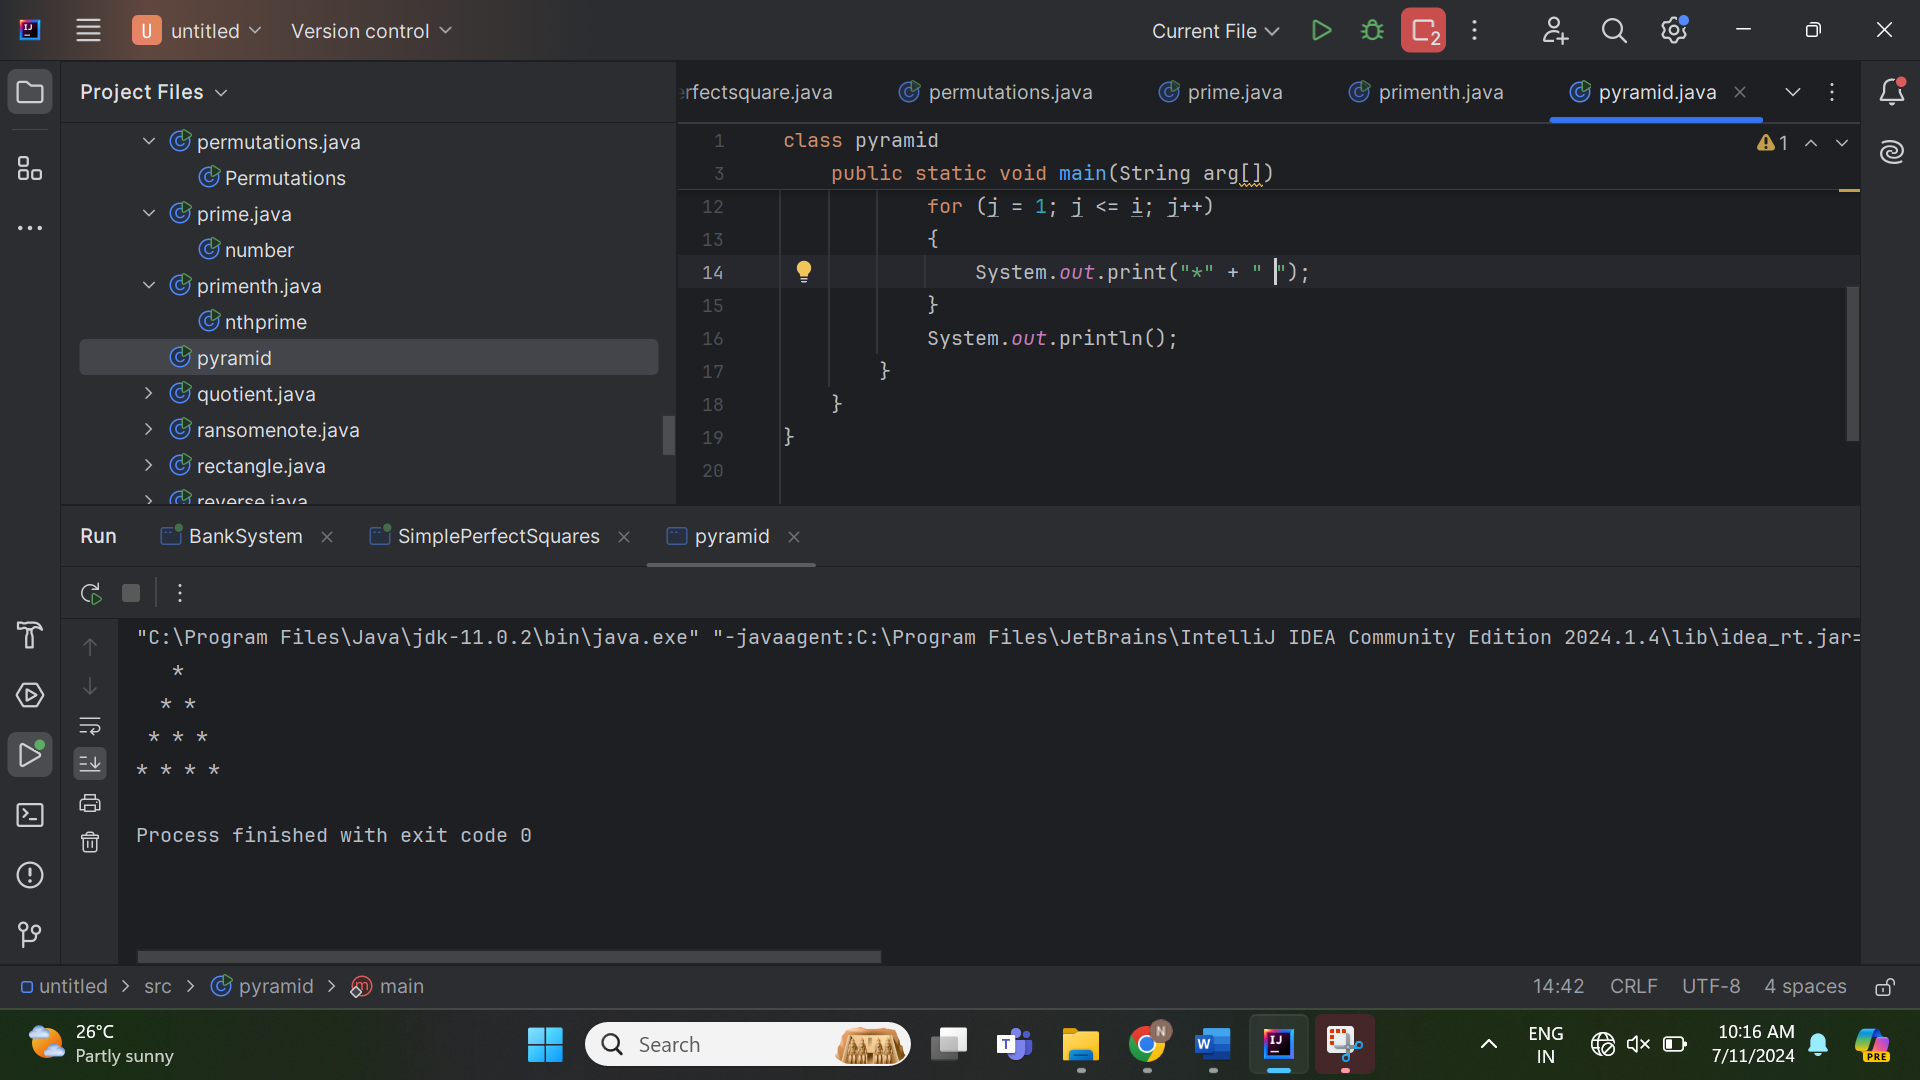 U untitled Version control Current File 2
Project Files
erfectsquare.java permutations.java prime.java primenth.java pyramid.java
permutations.java
Permutations
prime.java
number
primenth.java
nthprime
pyramid
quotient.java
ransomenote.java
rectangle.java
reverse.java
1 class pyramid
1
3 public static void main(String arg[])
12 for (j = 1; j <= i; j++)
13 {
14 System.out.print("*" + " ");
15 }
16 System.out.println();
17 }
18 }
19 }
20
Run BankSystem SimplePerfectSquares pyramid
"C:\Program Files\Java\jdk-11.0.2\bin\java.exe" "-javaagent:C:\Program Files\JetBrains\IntelliJ IDEA Community Edition 2024.1.4\lib\idea_rt.jar=
   *
  * *
 * * *
* * * *
Process finished with exit code 0
untitled > src > pyramid > main 14:42 CRLF UTF-8 4 spaces
26°C
Partly sunny
Search
ENG
IN
10:16 AM
7/11/2024
PRE